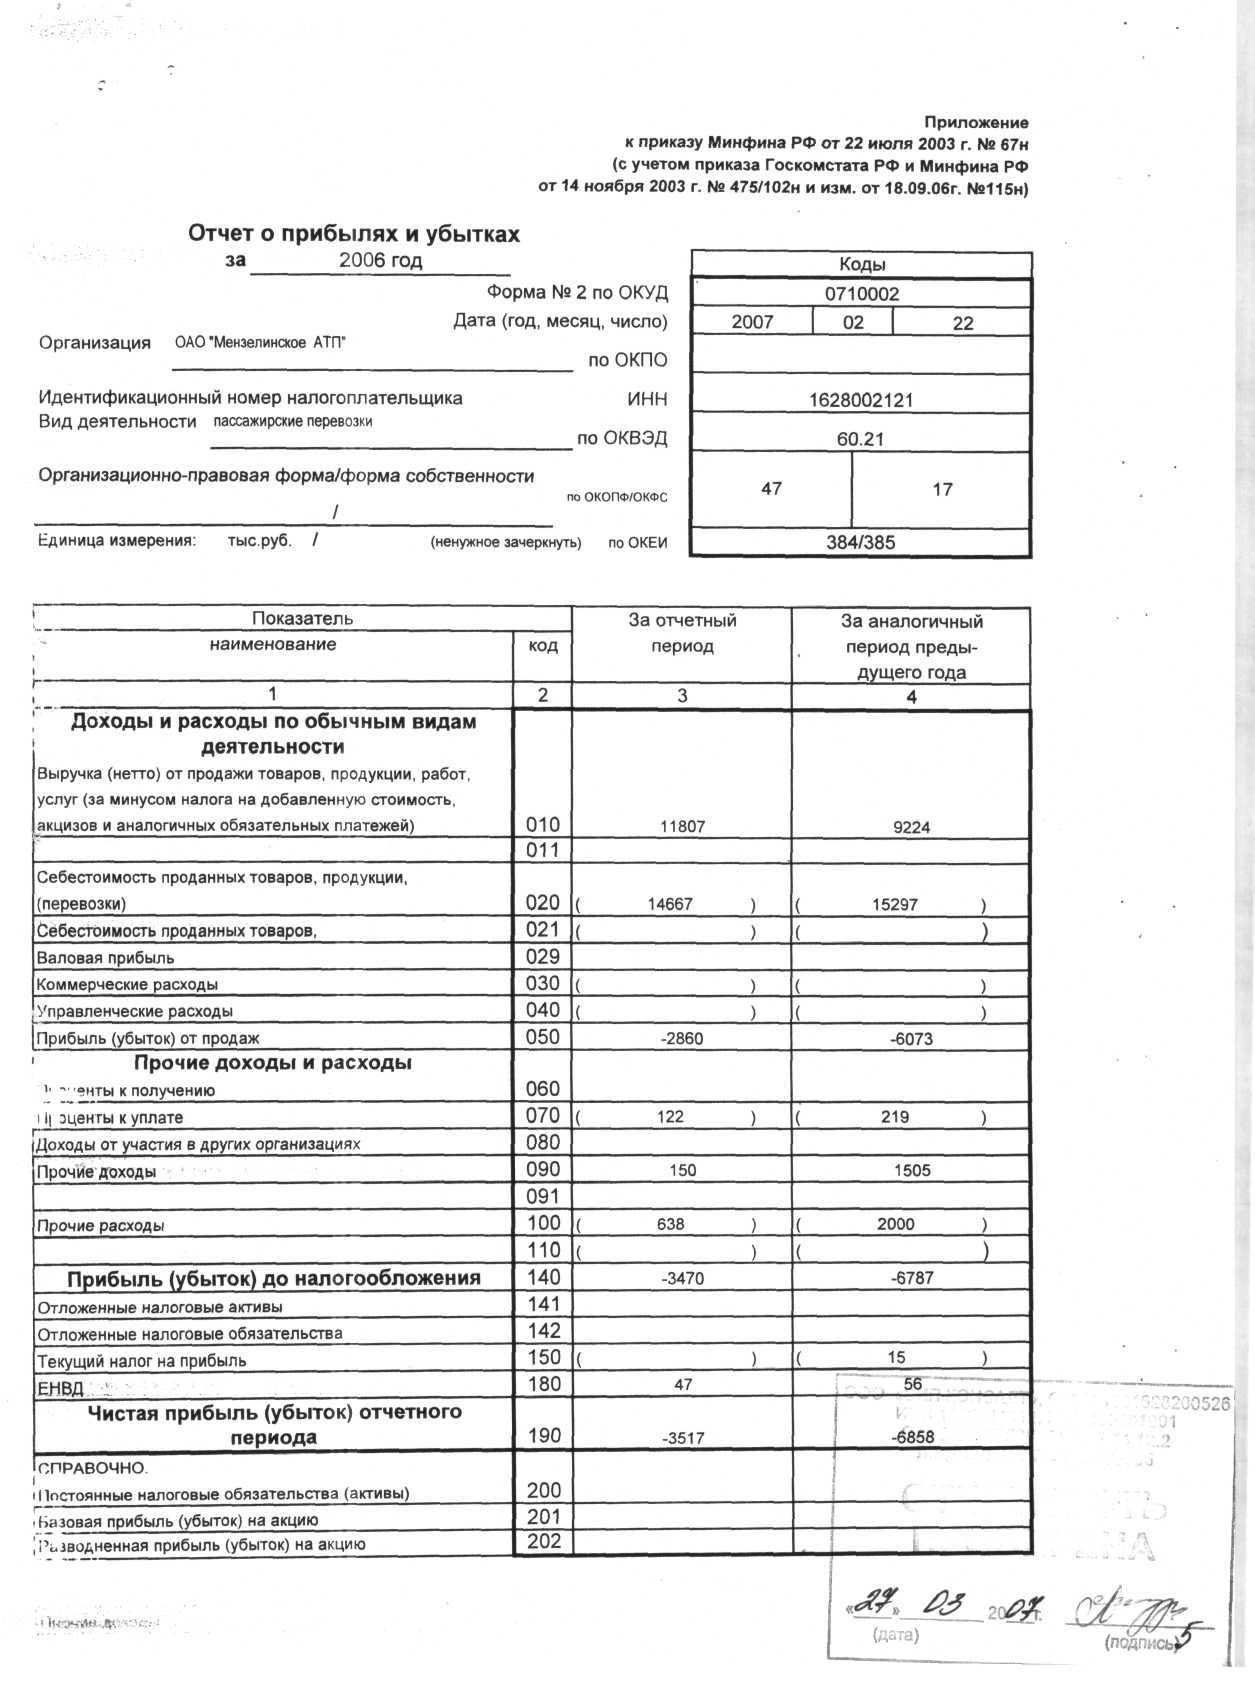 Приложение
к приказу Минфина РФ от 22 июля 2003 г. № 67н
(с учетом приказа Госкомстата РФ и Минфина РФ
от 14 ноября 2003 г. № 475/102н и изм. от 18.09.06г. №115н)
Отчет о прибылях и убытках
за 2006 год
Коды
Форма № 2 по ОКУД 0710002
Дата (год, месяц, число) 2007 02 22
Организация ОАО "Мензелинское АТП"
по ОКПО
Идентификационный номер налогоплательщика ИНН 1628002121
Вид деятельности пассажирские перевозки
по ОКВЭД 60.21
Организационно-правовая форма/форма собственности
по ОКОПФ/ОКФС 47 17
/
Единица измерения: тыс.руб. / (ненужное зачеркнуть) по ОКЕИ 384/385
Показатель За отчетный За аналогичный
наименование код период период преды-
дущего года
1 2 3 4
Доходы и расходы по обычным видам
деятельности
Выручка (нетто) от продажи товаров, продукции, работ,
услуг (за минусом налога на добавленную стоимость,
акцизов и аналогичных обязательных платежей) 010 11807 9224
011
Себестоимость проданных товаров, продукции,
(перевозки) 020 ( 14667 ) ( 15297 )
Себестоимость проданных товаров, 021 ( ) ( )
Валовая прибыль 029
Коммерческие расходы 030 ( ) ( )
Управленческие расходы 040 ( ) ( )
Прибыль (убыток) от продаж 050 -2860 -6073
Прочие доходы и расходы
к получению 060
Проценты к уплате 070 ( 122 ) ( 219 )
Доходы от участия в других организациях 080
Прочие доходы 090 150 1505
091
Прочие расходы 100 ( 638 ) ( 2000 )
110 ( ) ( )
Прибыль (убыток) до налогообложения 140 -3470 -6787
Отложенные налоговые активы 141
Отложенные налоговые обязательства 142
Текущий налог на прибыль 150 ( ) ( 15 )
ЕНВД 180 47 56
Чистая прибыль (убыток) отчетного
периода 190 -3517 -6858
СПРАВОЧНО.
Постоянные налоговые обязательства (активы) 200
Базовая прибыль (убыток) на акцию 201
Разводненная прибыль (убыток) на акцию 202
«27» 03 2007г.
(дата) (подпись)
5